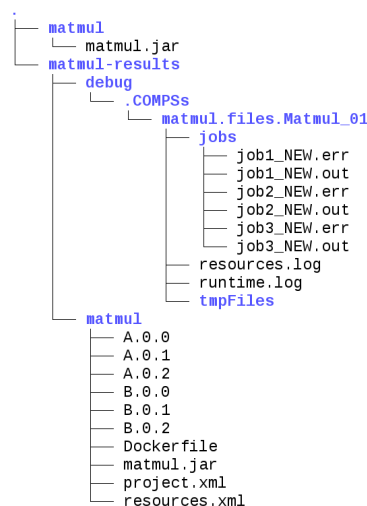 .
matmul
matmul.jar
matmul-results
debug
.COMPSs
matmul.files.Matmul_01
jobs
job1_NEW.err
job1_NEW.out
job2_NEW.err
job2_NEW.out
job3_NEW.err
job3_NEW.out
resources.log
runtime.log
tmpFiles
matmul
A.0.0
A.0.1
A.0.2
B.0.0
B.0.1
B.0.2
Dockerfile
matmul.jar
project.xml
resources.xml